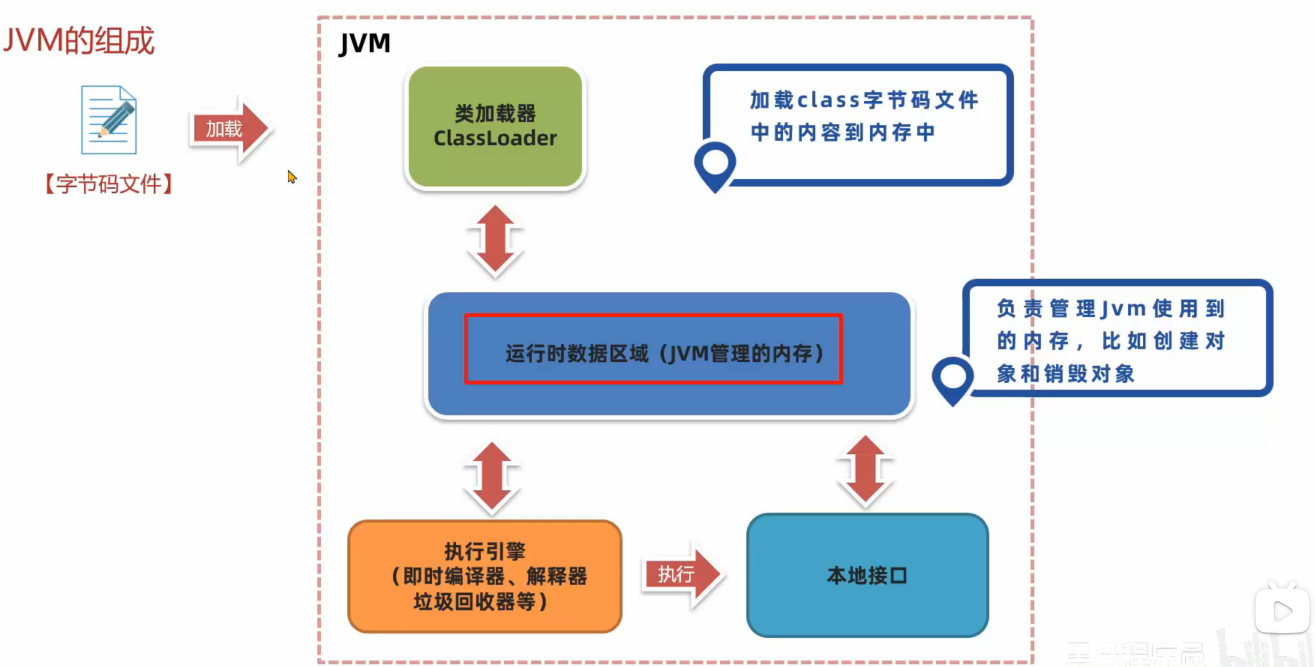 JVM的组成
JVM
类加载器
ClassLoader
加载class字节码文件
中的内容到内存中
加载
【字节码文件】
负责管理Jvm使用到
的内存，比如创建对
象和销毁对象
运行时数据区域（JVM管理的内存）
执行引擎
（即时编译器、解释器
垃圾回收器等）
执行
本地接口
程序员
bilibili